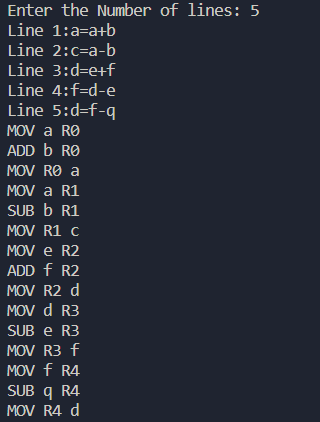 Enter the Number of lines: 5
Line 1:a=a+b
Line 2:c=a-b
Line 3:d=e+f
Line 4:f=d-e
Line 5:d=f-q
MOV a R0
ADD b R0
MOV R0 a
MOV a R1
SUB b R1
MOV R1 c
MOV e R2
ADD f R2
MOV R2 d
MOV d R3
SUB e R3
MOV R3 f
MOV f R4
SUB q R4
MOV R4 d